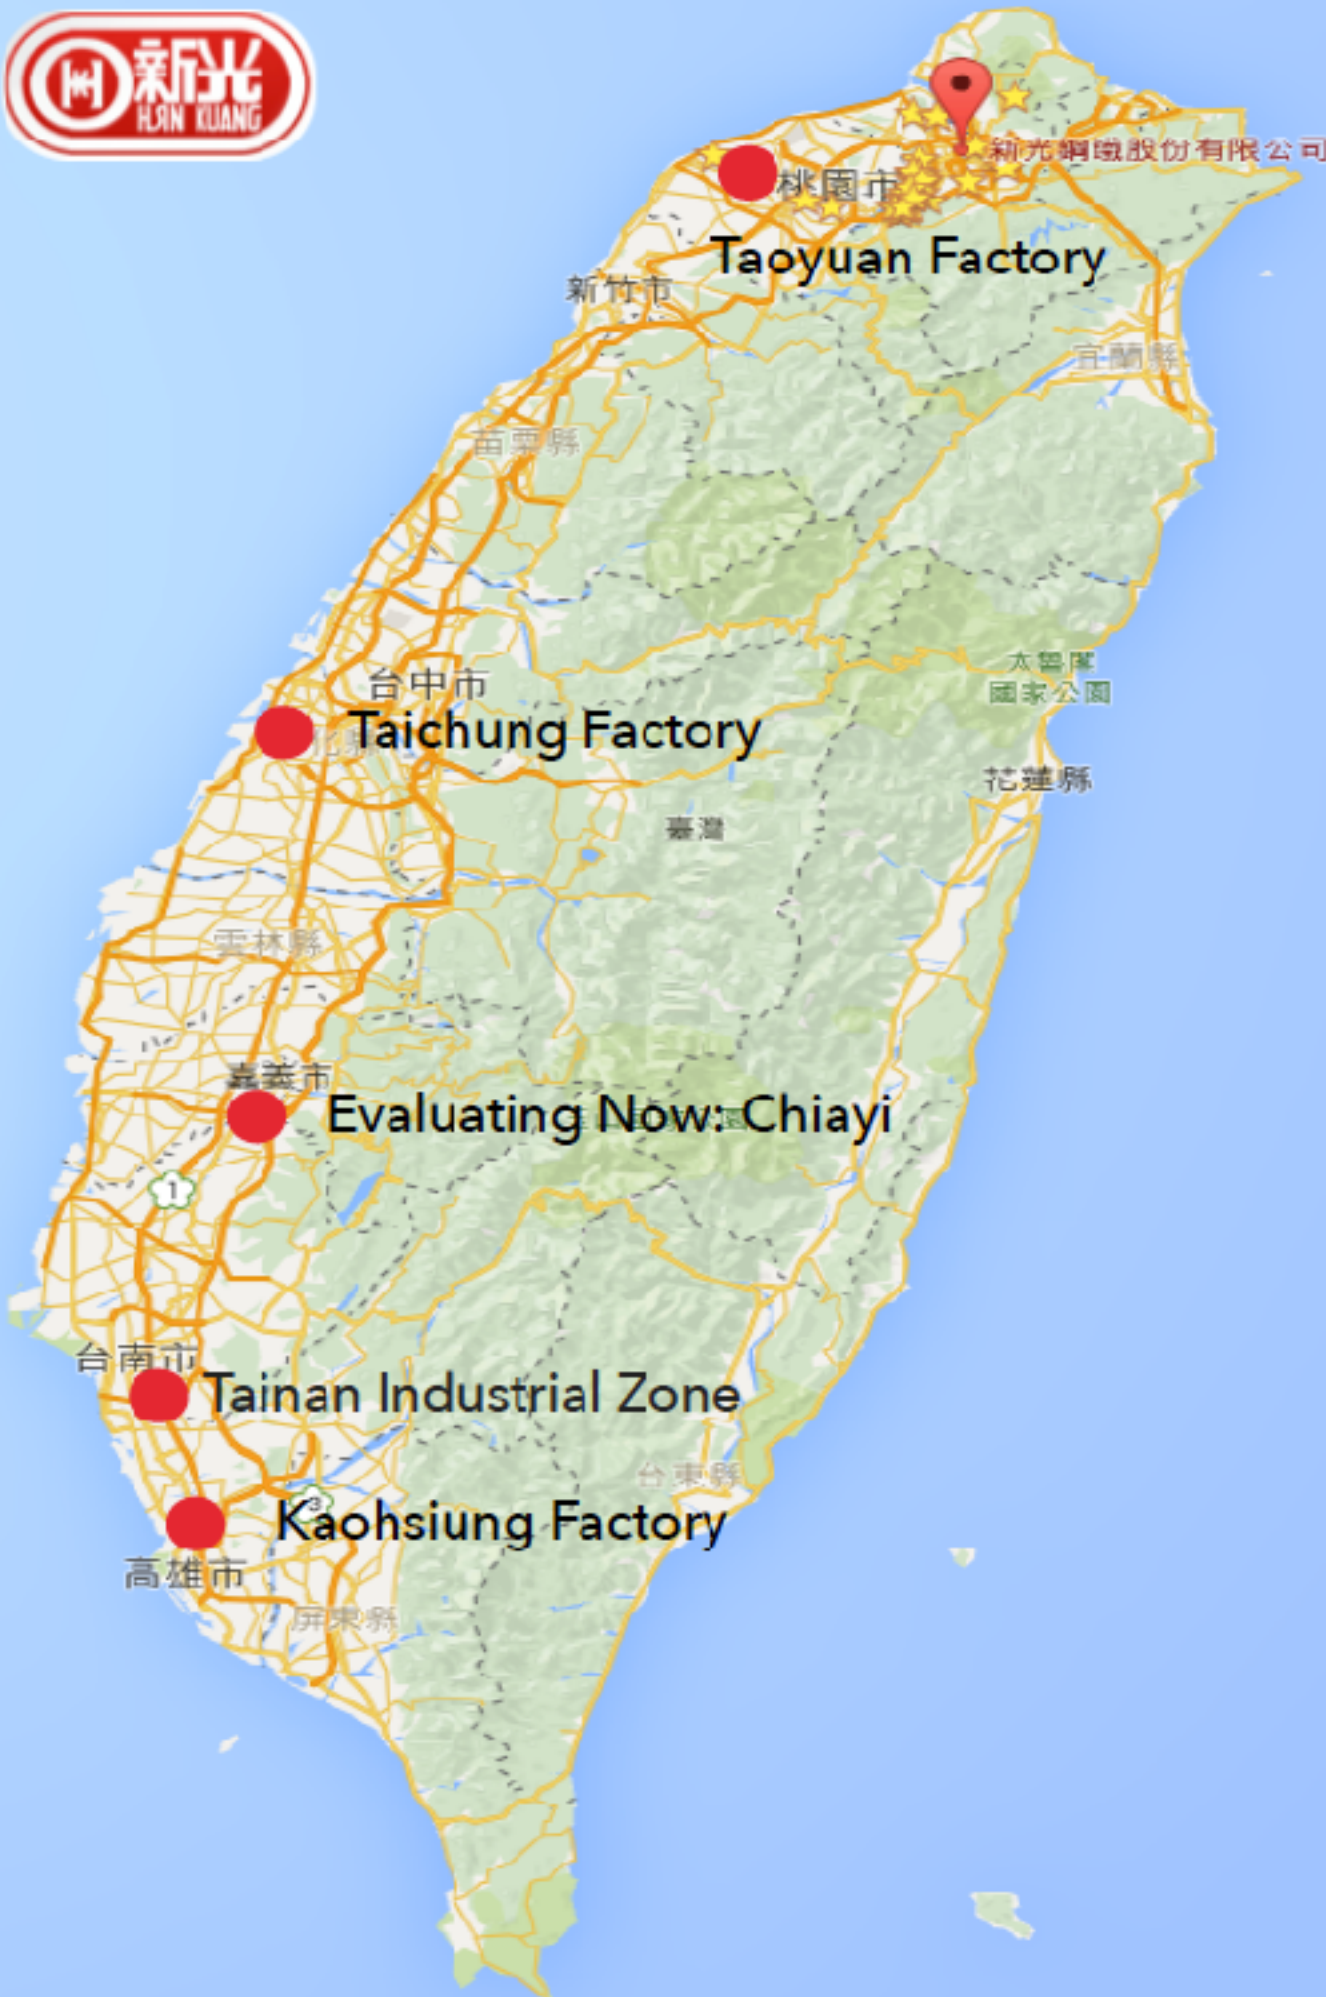 新光
HSIN KUANG
新光鋼鐵股份有限公司
桃園市
Taoyuan Factory
新竹市
宜蘭縣
苗栗縣
太魯閣
國家公園
台中市
Taichung Factory
花蓮縣
臺灣
雲林縣
嘉義市
Evaluating Now: Chiayi
1
台南市
Tainan Industrial Zone
台東縣
3
Kaohsiung Factory
高雄市
屏東縣